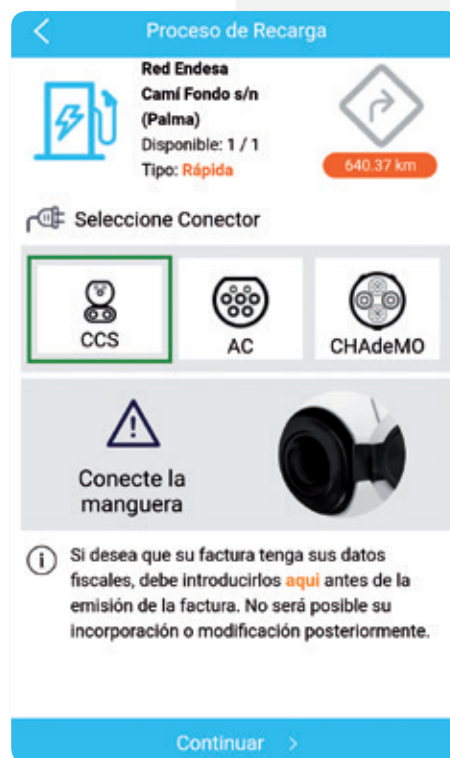 Proceso de Recarga
Red Endesa
Camí Fondo s/n
(Palma)
Disponible: 1 / 1
Tipo: Rápida
640.37 km
Seleccione Conector
CCS
AC
CHAdeMO
Conecte la
manguera
Si desea que su factura tenga sus datos
fiscales, debe introducirlos aqui antes de la
emisión de la factura. No será posible su
incorporación o modificación posteriormente.
Continuar >